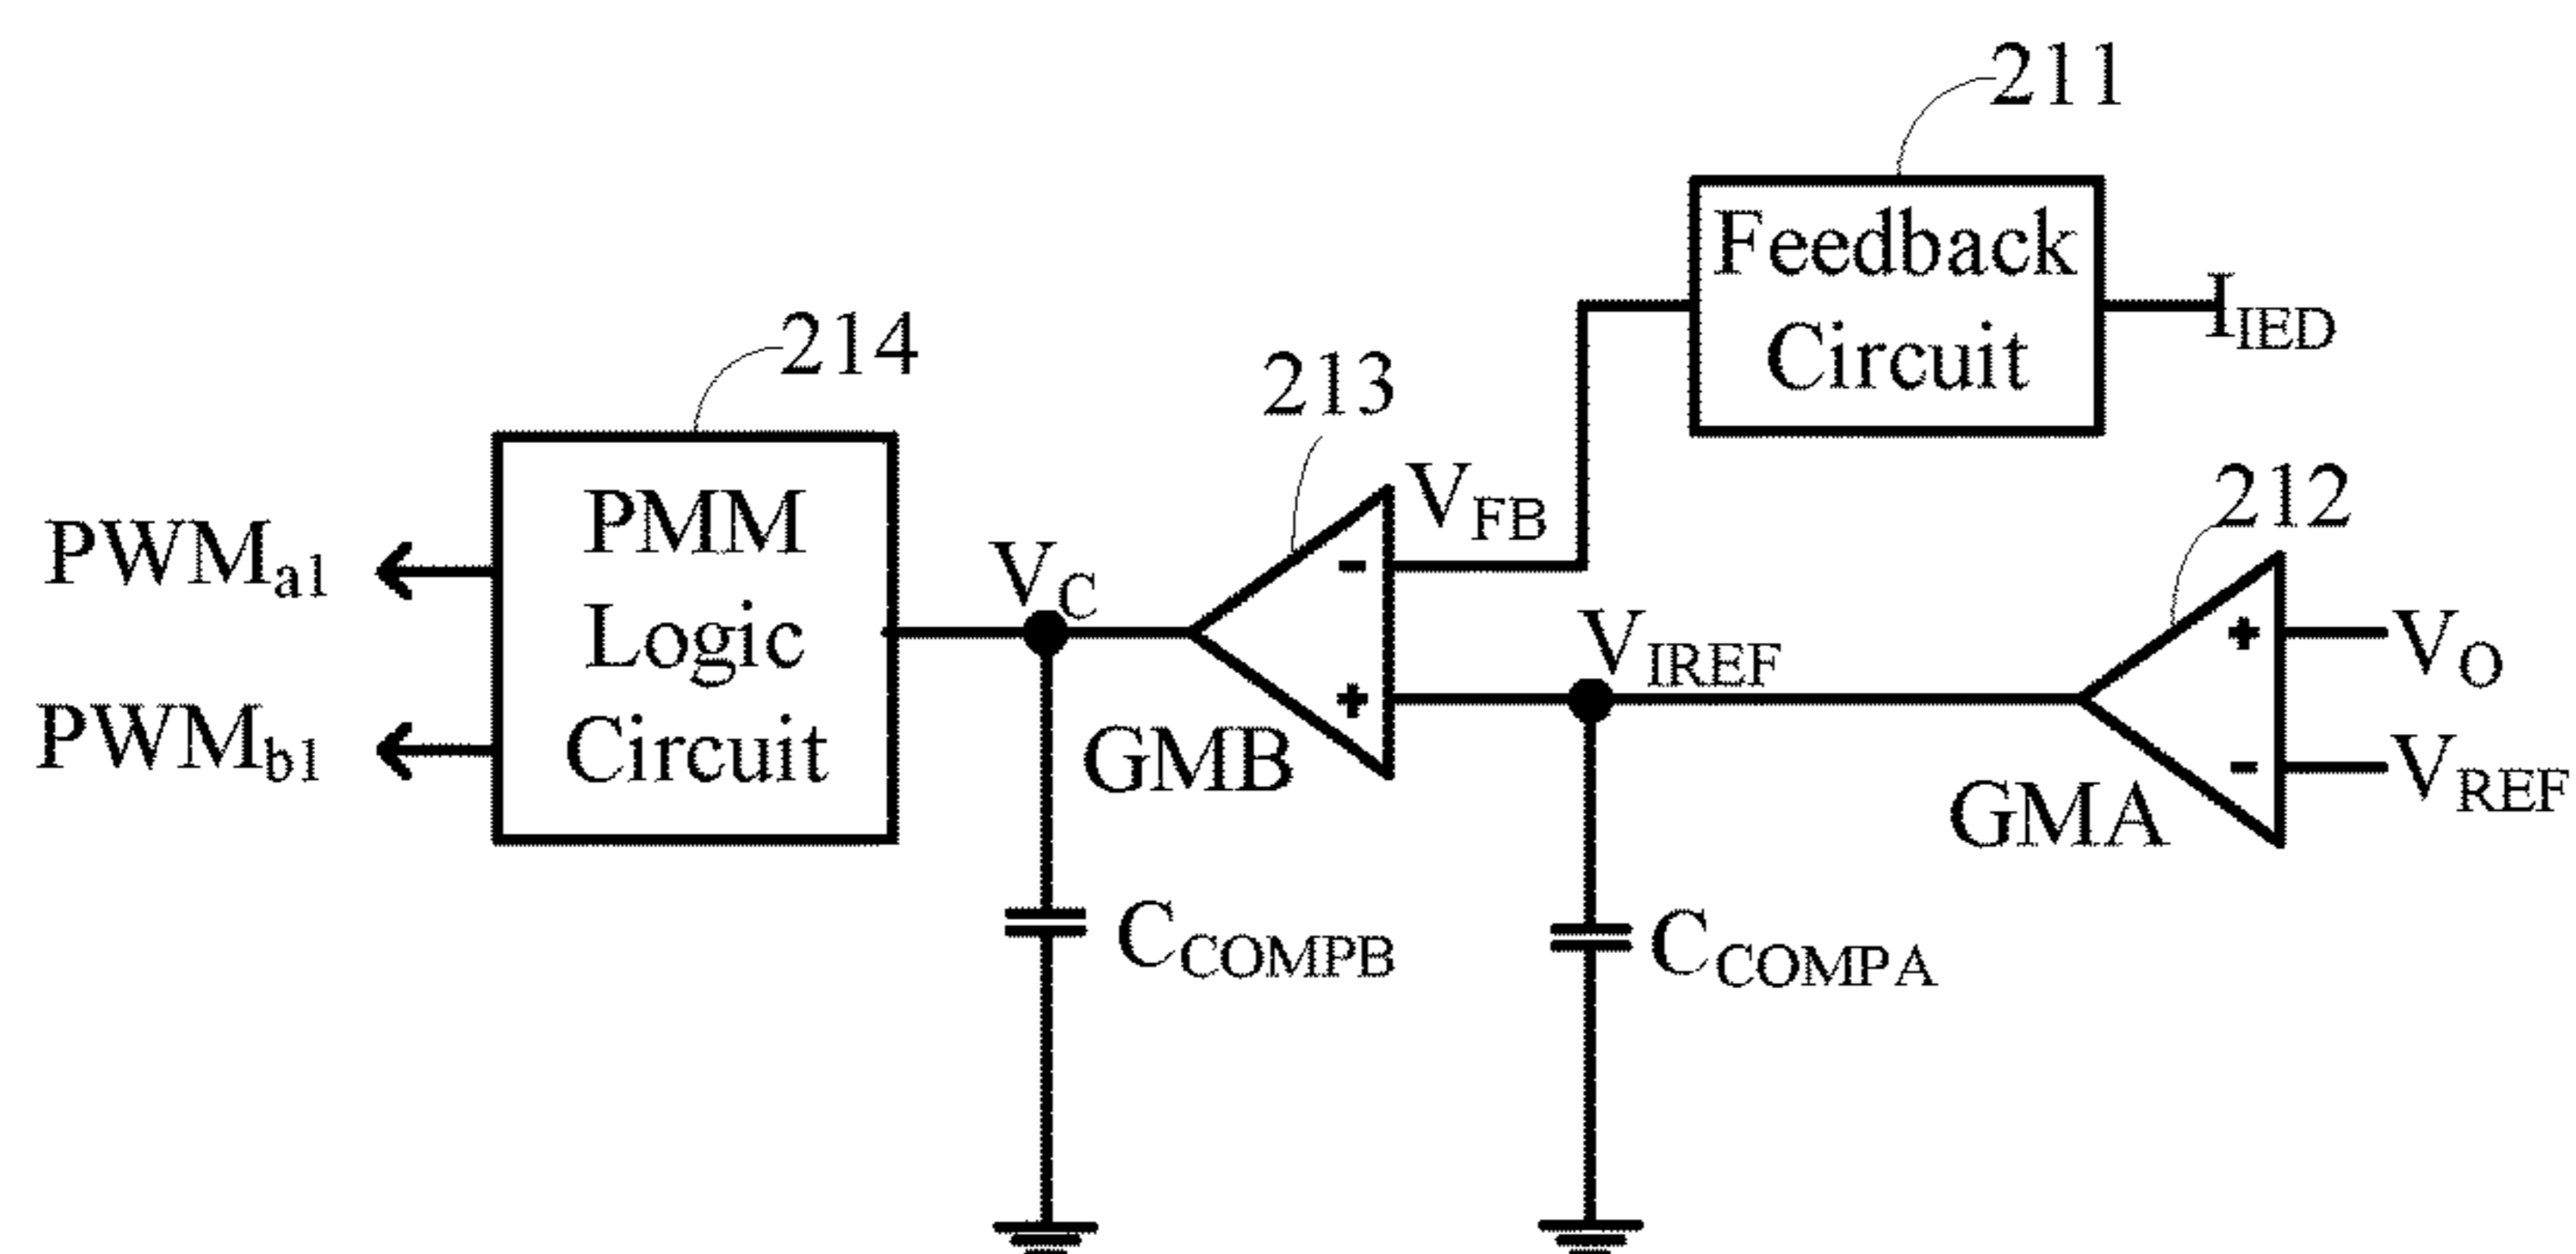 211
Feedback
Circuit
I_IED
214
213
212
PMM
Logic
Circuit
PWM_a1
PWM_b1
V_C
V_FB
-
+
GMB
V_IREF
+
-
GMA
V_O
V_REF
C_COMPB
C_COMPA